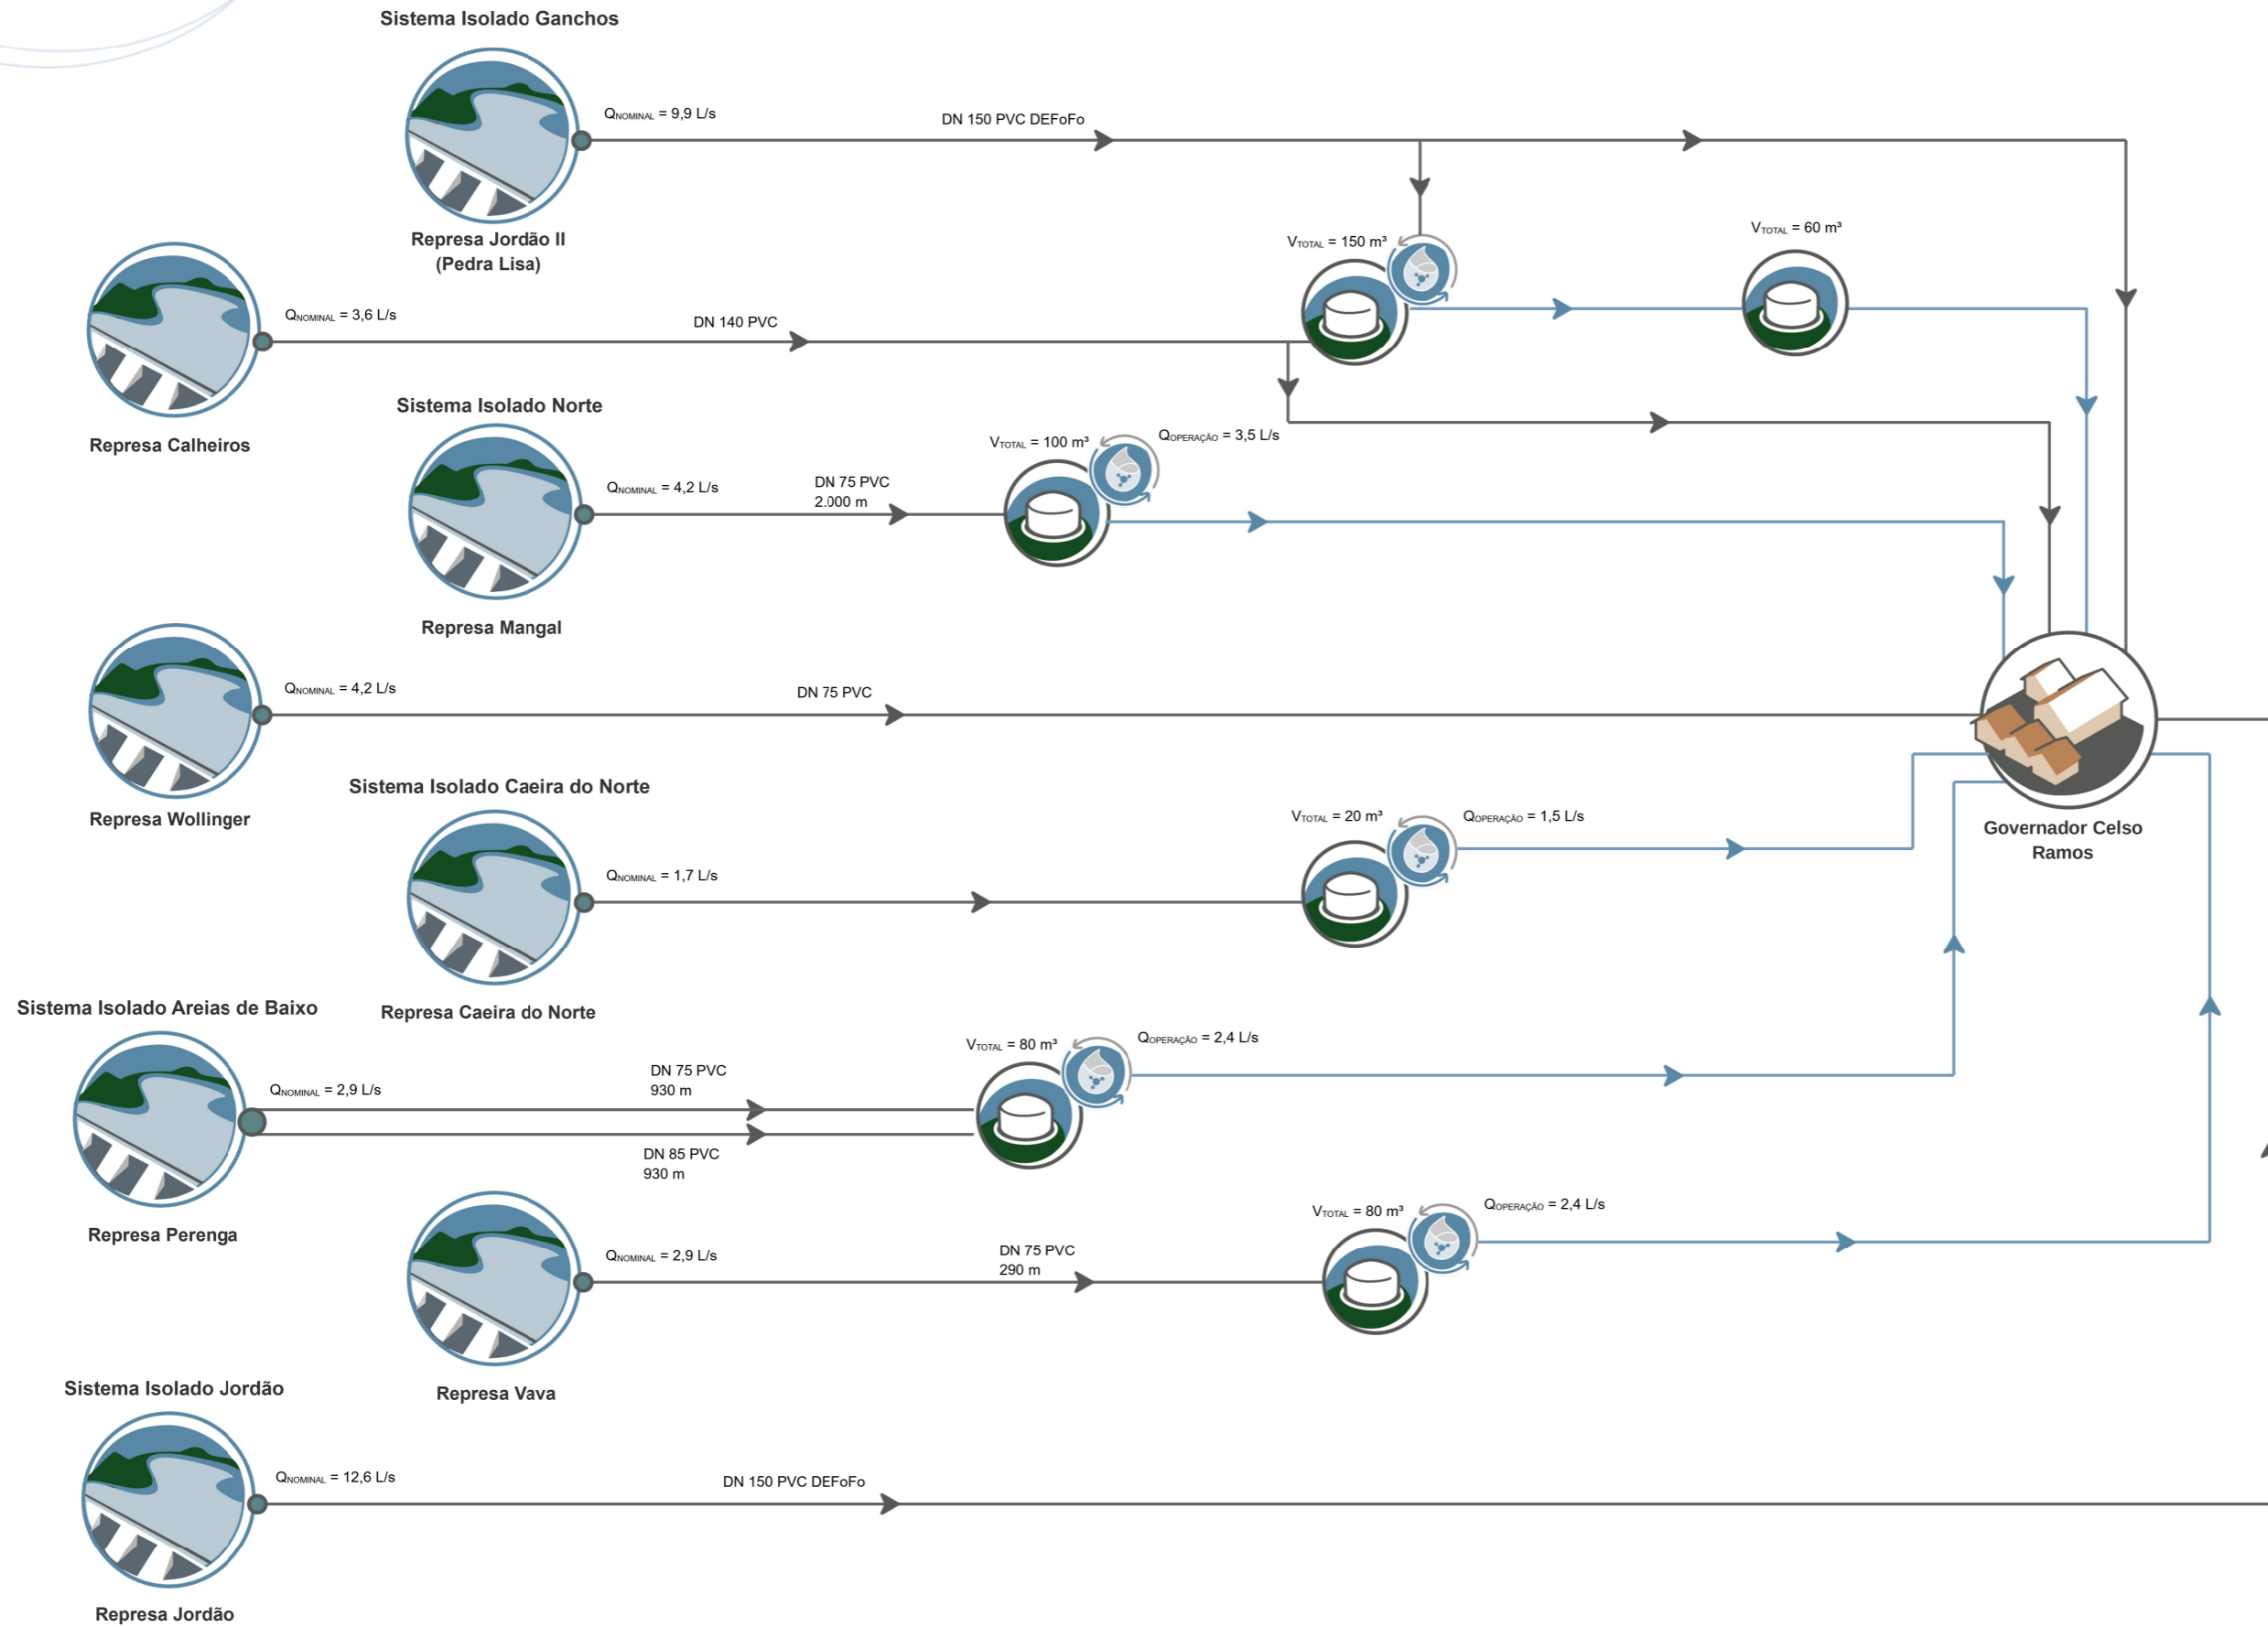 Sistema Isolado Ganchos
QNOMINAL = 9,9 L/s
DN 150 PVC DEFoFo
Represa Jordão II
(Pedra Lisa)
VTOTAL = 150 m³
VTOTAL = 60 m³
QNOMINAL = 3,6 L/s
DN 140 PVC
Represa Calheiros
Sistema Isolado Norte
QNOMINAL = 4,2 L/s
DN 75 PVC
2.000 m
VTOTAL = 100 m³
QOPERAÇÃO = 3,5 L/s
Represa Mangal
QNOMINAL = 4,2 L/s
DN 75 PVC
Represa Wollinger
Governador Celso
Ramos
Sistema Isolado Caeira do Norte
QNOMINAL = 1,7 L/s
VTOTAL = 20 m³
QOPERAÇÃO = 1,5 L/s
Represa Caeira do Norte
Sistema Isolado Areias de Baixo
QNOMINAL = 2,9 L/s
DN 75 PVC
930 m
DN 85 PVC
930 m
VTOTAL = 80 m³
QOPERAÇÃO = 2,4 L/s
Represa Perenga
QNOMINAL = 2,9 L/s
DN 75 PVC
290 m
VTOTAL = 80 m³
QOPERAÇÃO = 2,4 L/s
Represa Vava
Sistema Isolado Jordão
QNOMINAL = 12,6 L/s
DN 150 PVC DEFoFo
Represa Jordão